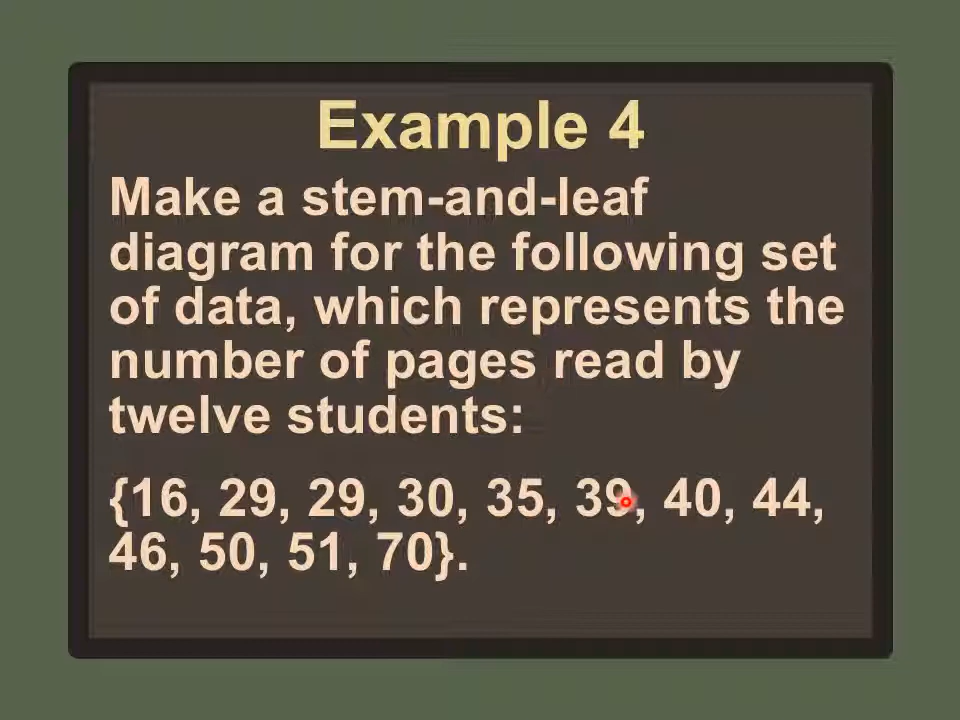 Example 4
Make a stem-and-leaf
diagram for the following set
of data, which represents the
number of pages read by
twelve students:
{16, 29, 29, 30, 35, 39, 40, 44,
46, 50, 51, 70}.